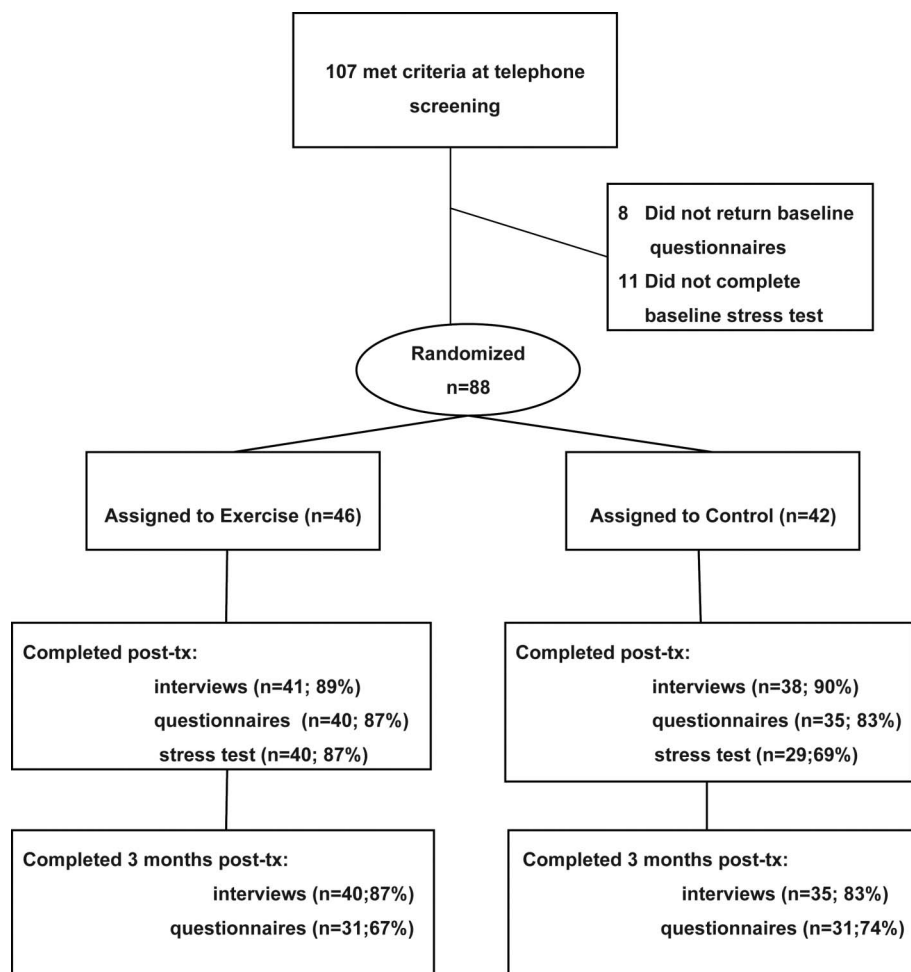 107 met criteria at telephone
screening
8 Did not return baseline
questionnaires
11 Did not complete
baseline stress test
Randomized
n=88
Assigned to Exercise (n=46)
Assigned to Control (n=42)
Completed post-tx:
interviews (n=41; 89%)
questionnaires (n=40; 87%)
stress test (n=40; 87%)
Completed post-tx:
interviews (n=38; 90%)
questionnaires (n=35; 83%)
stress test (n=29;69%)
Completed 3 months post-tx:
interviews (n=40;87%)
questionnaires (n=31;67%)
Completed 3 months post-tx:
interviews (n=35; 83%)
questionnaires (n=31;74%)